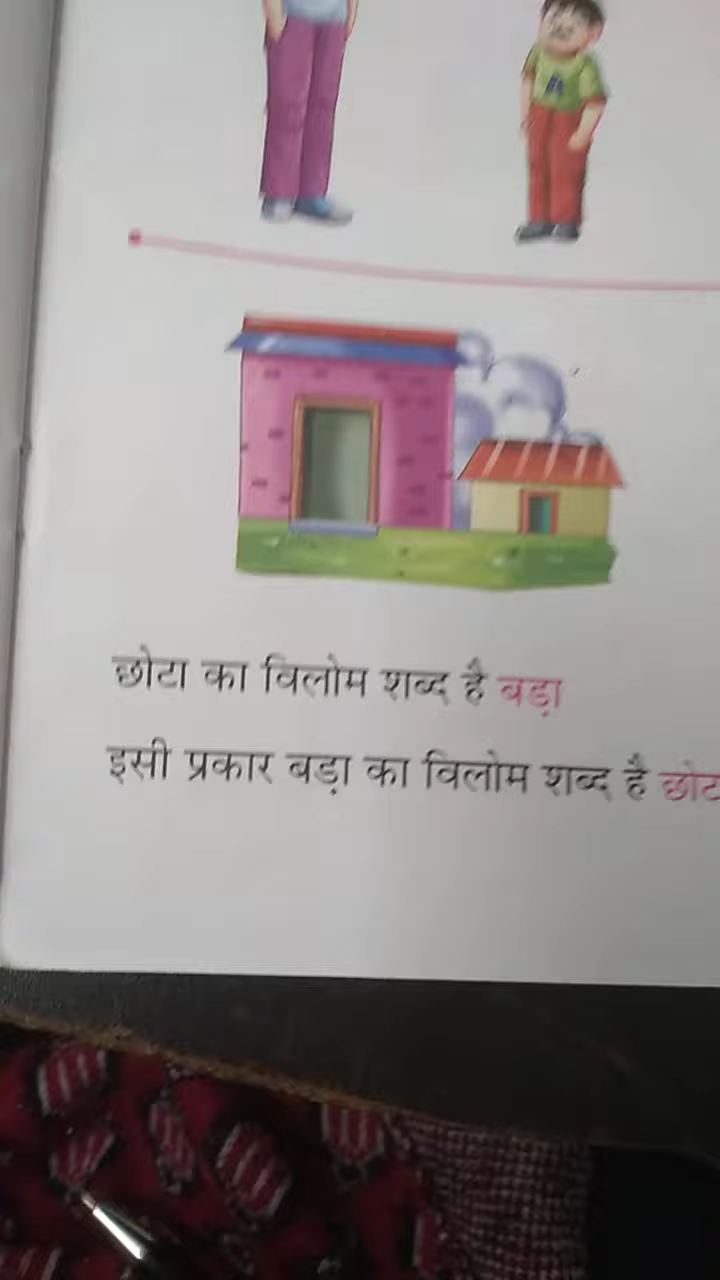 छोटा का विलोम शब्द है बड़ा
इसी प्रकार बड़ा का विलोम शब्द है